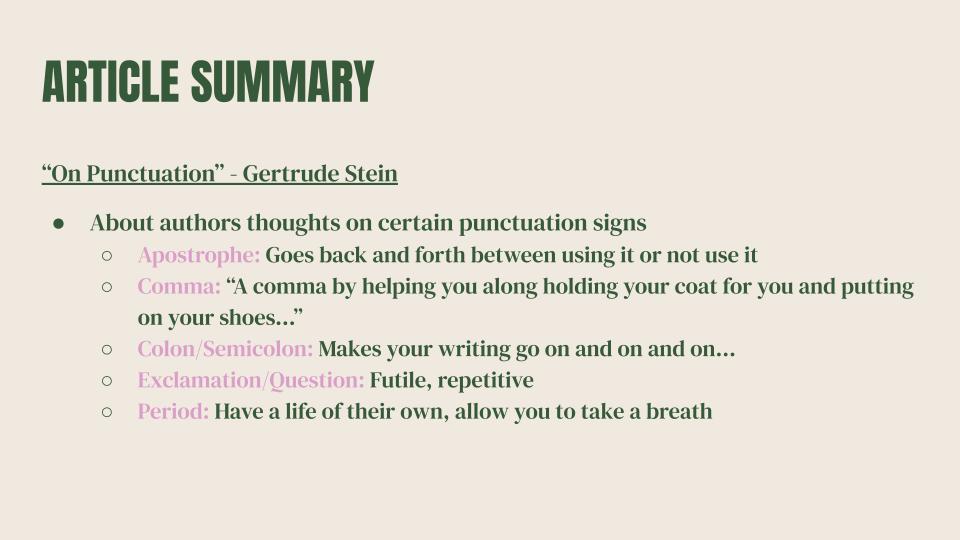 ARTICLE SUMMARY
“On Punctuation” - Gertrude Stein
● About authors thoughts on certain punctuation signs
○ Apostrophe: Goes back and forth between using it or not use it
○ Comma: “A comma by helping you along holding your coat for you and putting
on your shoes...”
○ Colon/Semicolon: Makes your writing go on and on and on...
○ Exclamation/Question: Futile, repetitive
○ Period: Have a life of their own, allow you to take a breath